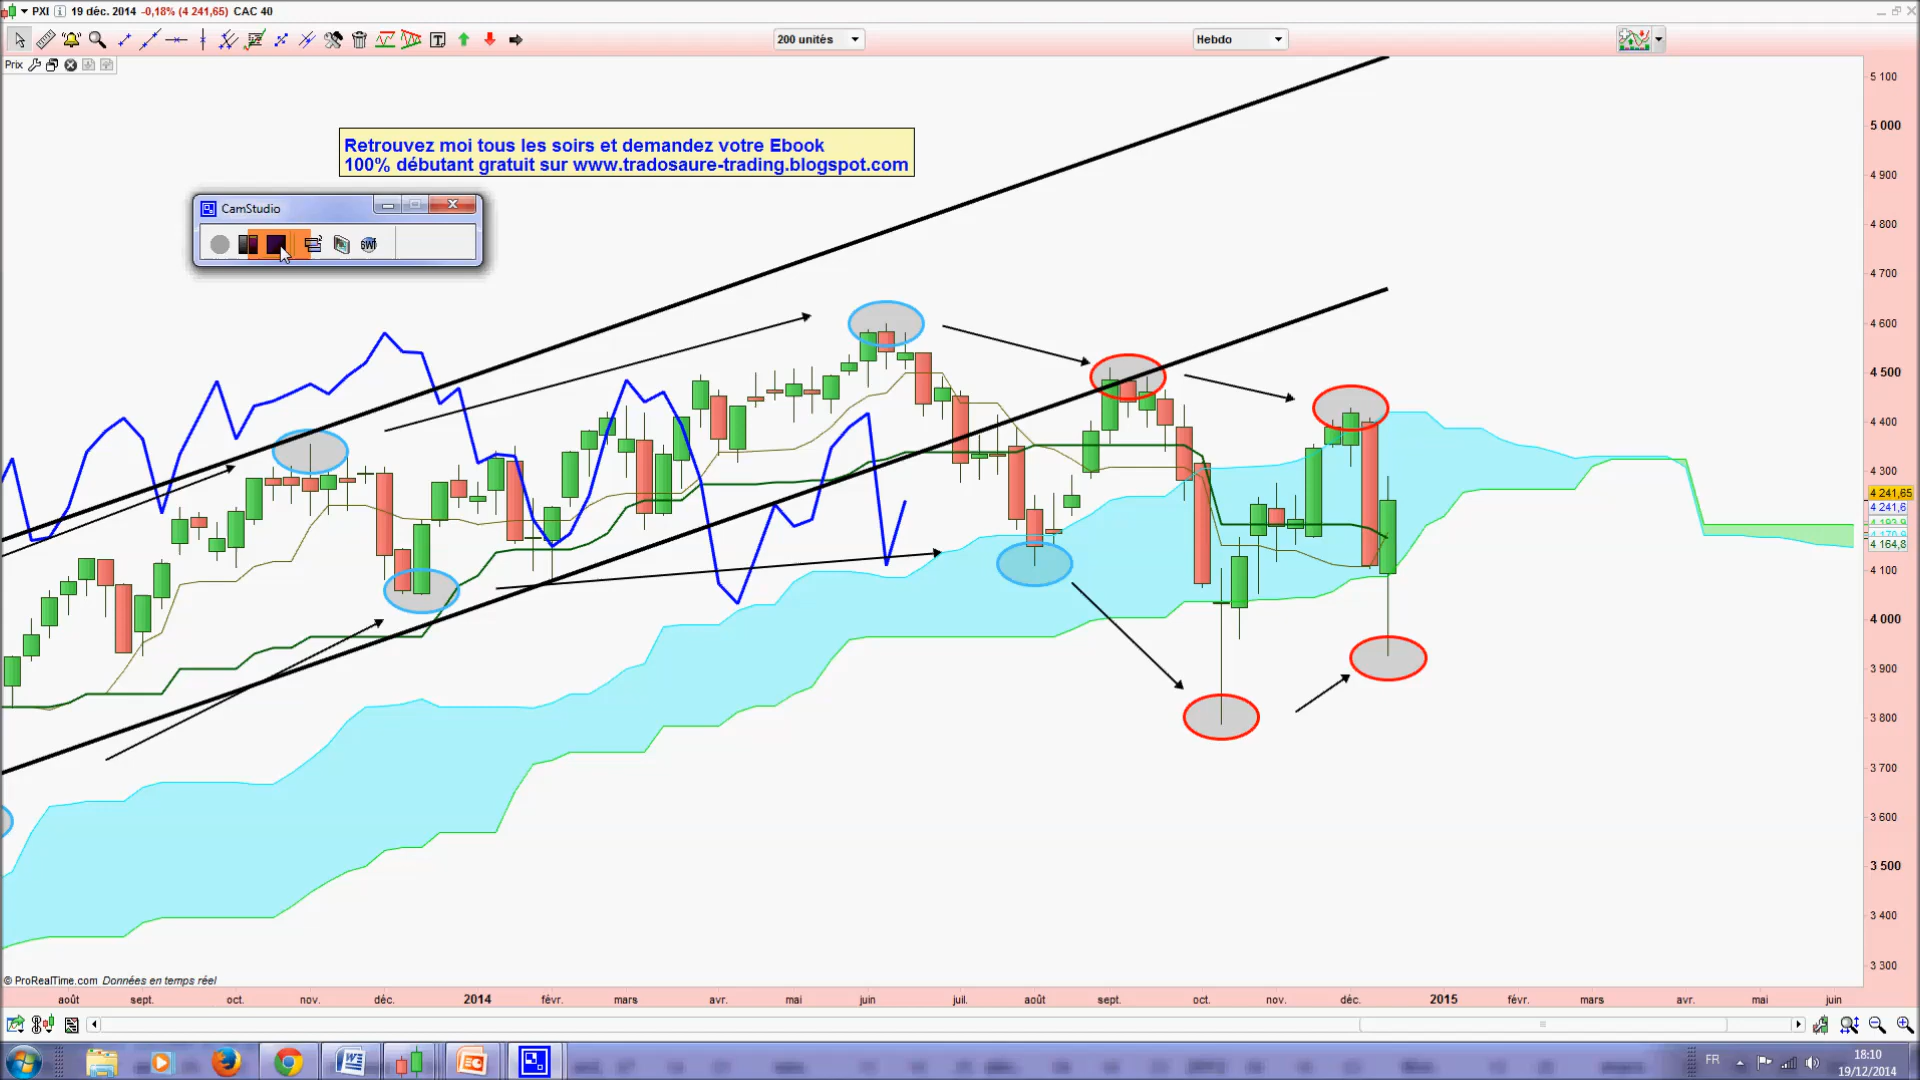 PXI 19 déc. 2014 -0,18% (4 241,65) CAC 40
200 unités
Hebdo
Prix
Retrouvez moi tous les soirs et demandez votre Ebook
100% débutant gratuit sur www.tradosaure-trading.blogspot.com
CamStudio
5 100
5 000
4 900
4 800
4 700
4 600
4 500
4 400
4 300
4 241,65
4 241,6
4 164,8
4 100
4 000
3 900
3 800
3 700
3 600
3 500
3 400
3 300
© ProRealTime.com Données en temps réel
août sept. oct. nov. déc. 2014 févr. mars avr. mai juin juil. août sept. oct. nov. déc. 2015 févr. mars avr. mai juin
FR
18:10
19/12/2014